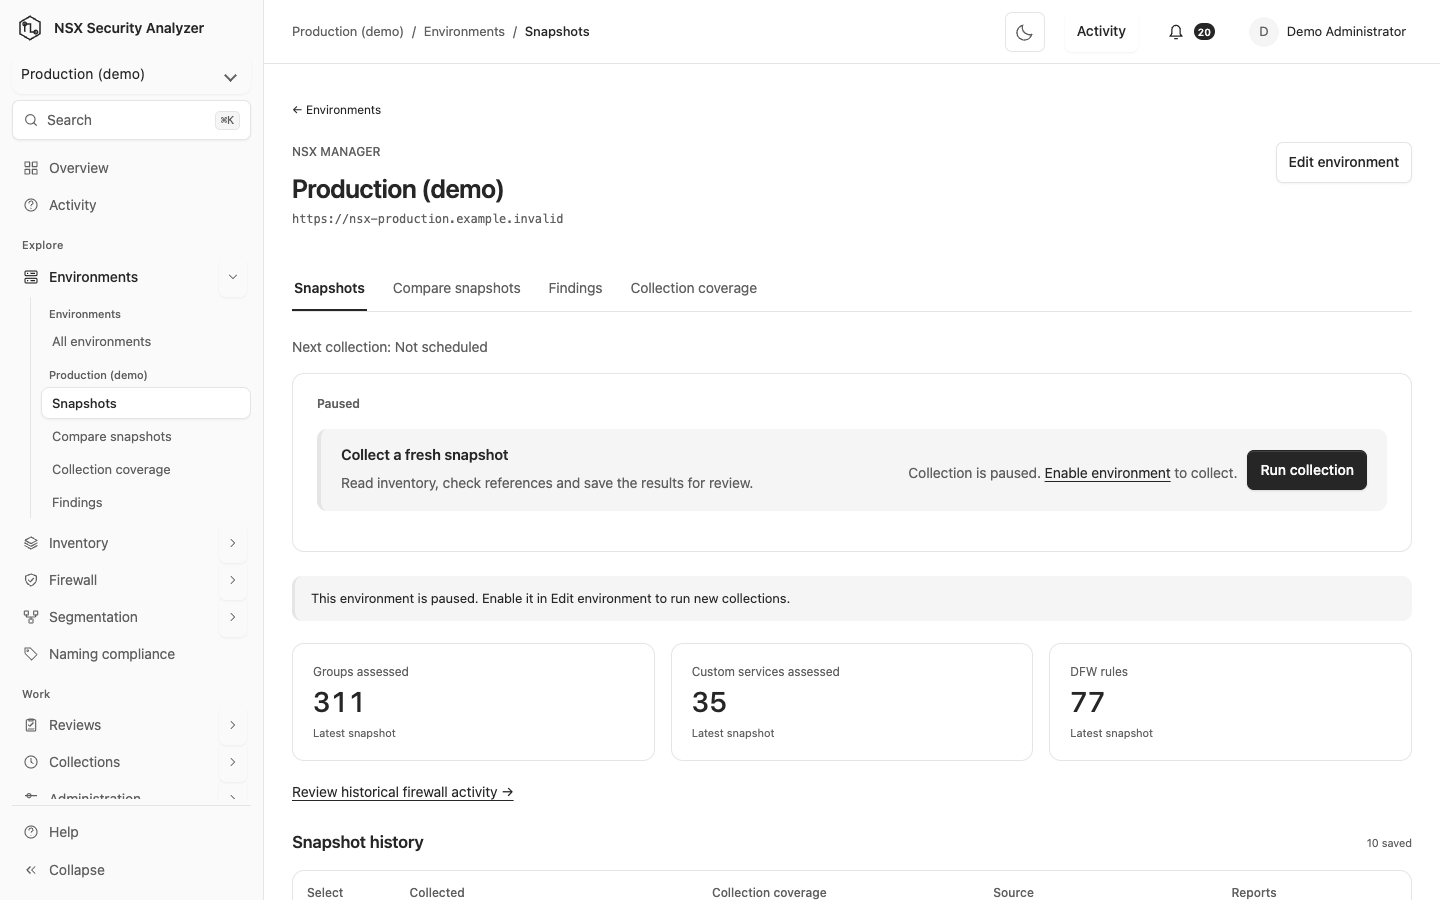 NSX Security Analyzer
Production (demo)
Search
⌘K
Overview
Activity
Explore
Environments
Environments
All environments
Production (demo)
Snapshots
Compare snapshots
Collection coverage
Findings
Inventory
Firewall
Segmentation
Naming compliance
Work
Reviews
Collections
Administration
Help
Collapse
Production (demo) / Environments / Snapshots
Activity
20
D
Demo Administrator
← Environments
NSX MANAGER
Production (demo)
https://nsx-production.example.invalid
Edit environment
Snapshots
Compare snapshots
Findings
Collection coverage
Next collection: Not scheduled
Paused
Collect a fresh snapshot
Read inventory, check references and save the results for review.
Collection is paused. Enable environment to collect.
Run collection
This environment is paused. Enable it in Edit environment to run new collections.
Groups assessed
311
Latest snapshot
Custom services assessed
35
Latest snapshot
DFW rules
77
Latest snapshot
Review historical firewall activity →
Snapshot history
10 saved
Select
Collected
Collection coverage
Source
Reports